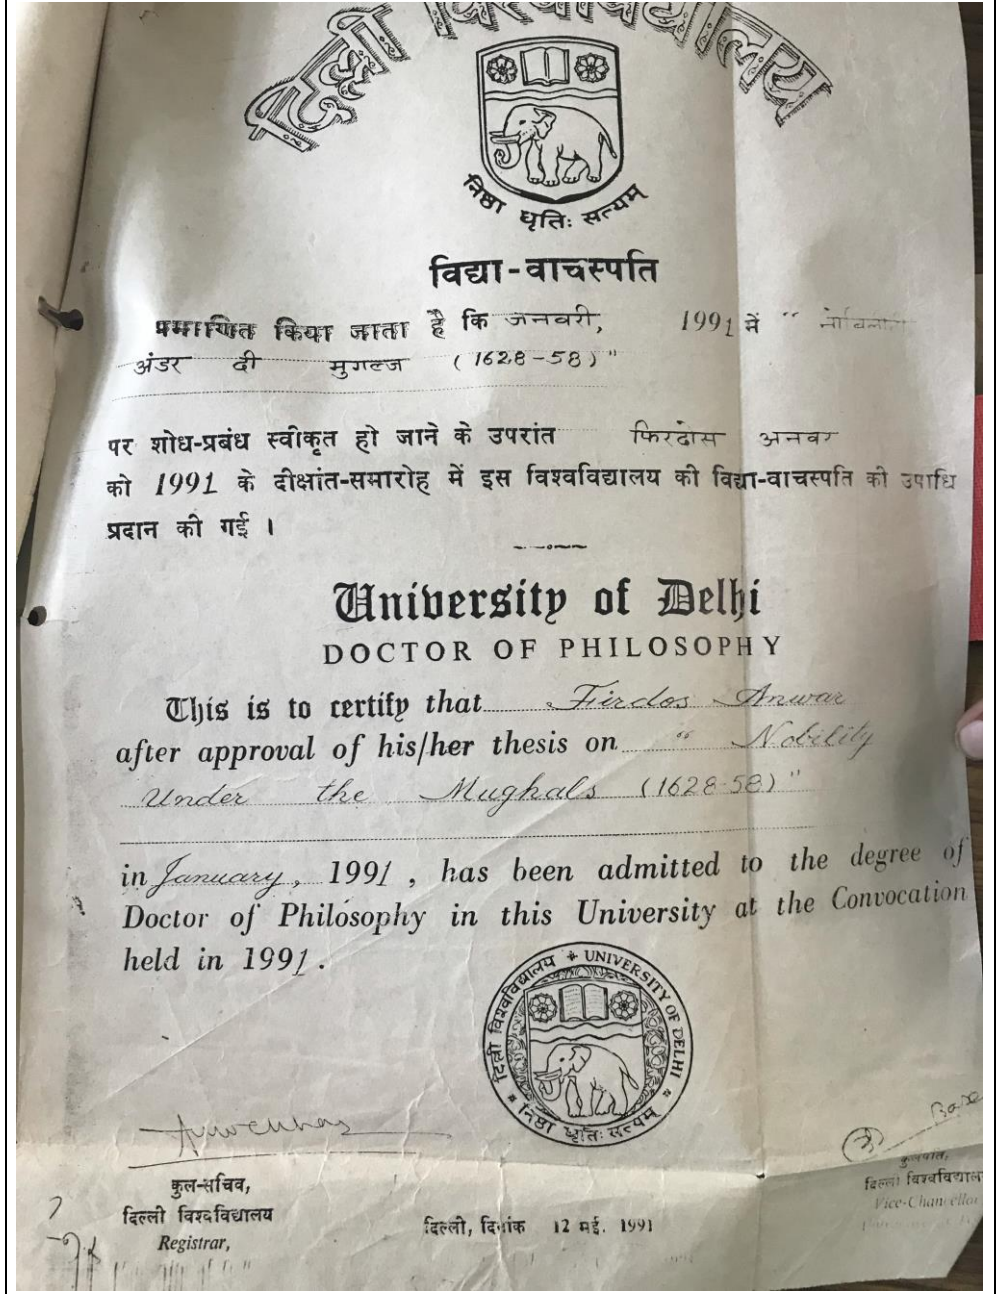 दिल्ली विश्वविद्यालय
निष्ठा धृतिः सत्यम्
विद्या-वाचस्पति
प्रमाणित किया जाता है कि जनवरी, 1991 में "
अंडर दी मुगल्ज (1628-58)"
पर शोध-प्रबंध स्वीकृत हो जाने के उपरांत फिरदोस अनवर
को 1991 के दीक्षांत-समारोह में इस विश्वविद्यालय की विद्या-वाचस्पति की उपाधि
प्रदान की गई ।
University of Delhi
DOCTOR OF PHILOSOPHY
This is to certify that Firdos Anwar
after approval of his/her thesis on " Nobility
Under the Mughals (1628-58)"
in January, 1991, has been admitted to the degree of
Doctor of Philosophy in this University at the Convocation
held in 1991.
दिल्ली विश्वविद्यालय UNIVERSITY OF DELHI
निष्ठा धृतिः सत्यम्
कुल-सचिव,
दिल्ली विश्वविद्यालय
Registrar,
दिल्ली, दिनांक 12 मई. 1991
कुलपति,
दिल्ली विश्वविद्यालय
Vice-Chancellor